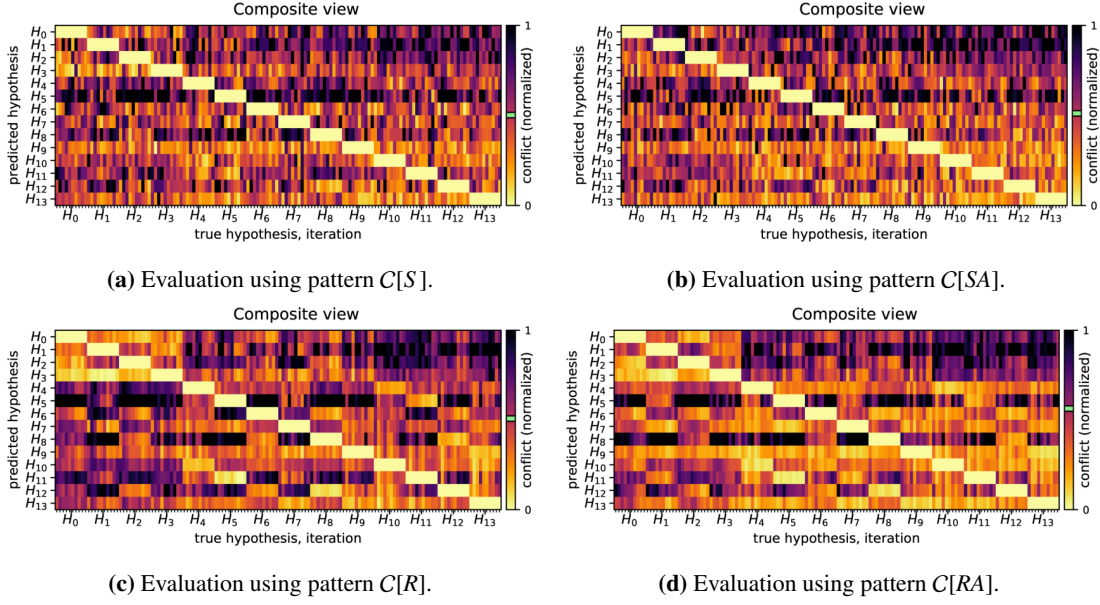 Composite view
predicted hypothesis
H0
H1
H2
H3
H4
H5
H6
H7
H8
H9
H10
H11
H12
H13
H0 H1 H2 H3 H4 H5 H6 H7 H8 H9 H10 H11 H12 H13
true hypothesis, iteration
1
conflict (normalized)
0
(a) Evaluation using pattern C[S].
Composite view
predicted hypothesis
H0
H1
H2
H3
H4
H5
H6
H7
H8
H9
H10
H11
H12
H13
H0 H1 H2 H3 H4 H5 H6 H7 H8 H9 H10 H11 H12 H13
true hypothesis, iteration
1
conflict (normalized)
0
(b) Evaluation using pattern C[SA].
Composite view
predicted hypothesis
H0
H1
H2
H3
H4
H5
H6
H7
H8
H9
H10
H11
H12
H13
H0 H1 H2 H3 H4 H5 H6 H7 H8 H9 H10 H11 H12 H13
true hypothesis, iteration
1
conflict (normalized)
0
(c) Evaluation using pattern C[R].
Composite view
predicted hypothesis
H0
H1
H2
H3
H4
H5
H6
H7
H8
H9
H10
H11
H12
H13
H0 H1 H2 H3 H4 H5 H6 H7 H8 H9 H10 H11 H12 H13
true hypothesis, iteration
1
conflict (normalized)
0
(d) Evaluation using pattern C[RA].